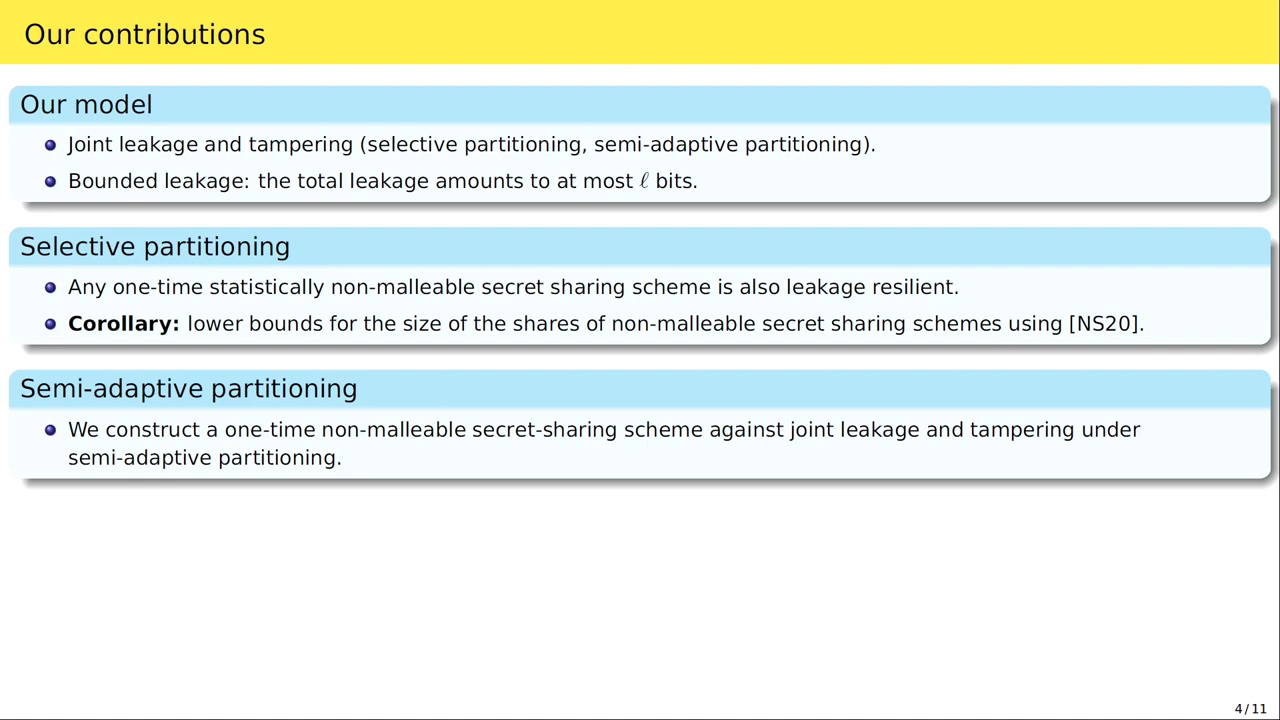 Our contributions
Our model
Joint leakage and tampering (selective partitioning, semi-adaptive partitioning).
Bounded leakage: the total leakage amounts to at most ℓ bits.
Selective partitioning
Any one-time statistically non-malleable secret sharing scheme is also leakage resilient.
Corollary: lower bounds for the size of the shares of non-malleable secret sharing schemes using [NS20].
Semi-adaptive partitioning
We construct a one-time non-malleable secret-sharing scheme against joint leakage and tampering under
semi-adaptive partitioning.
4 / 11